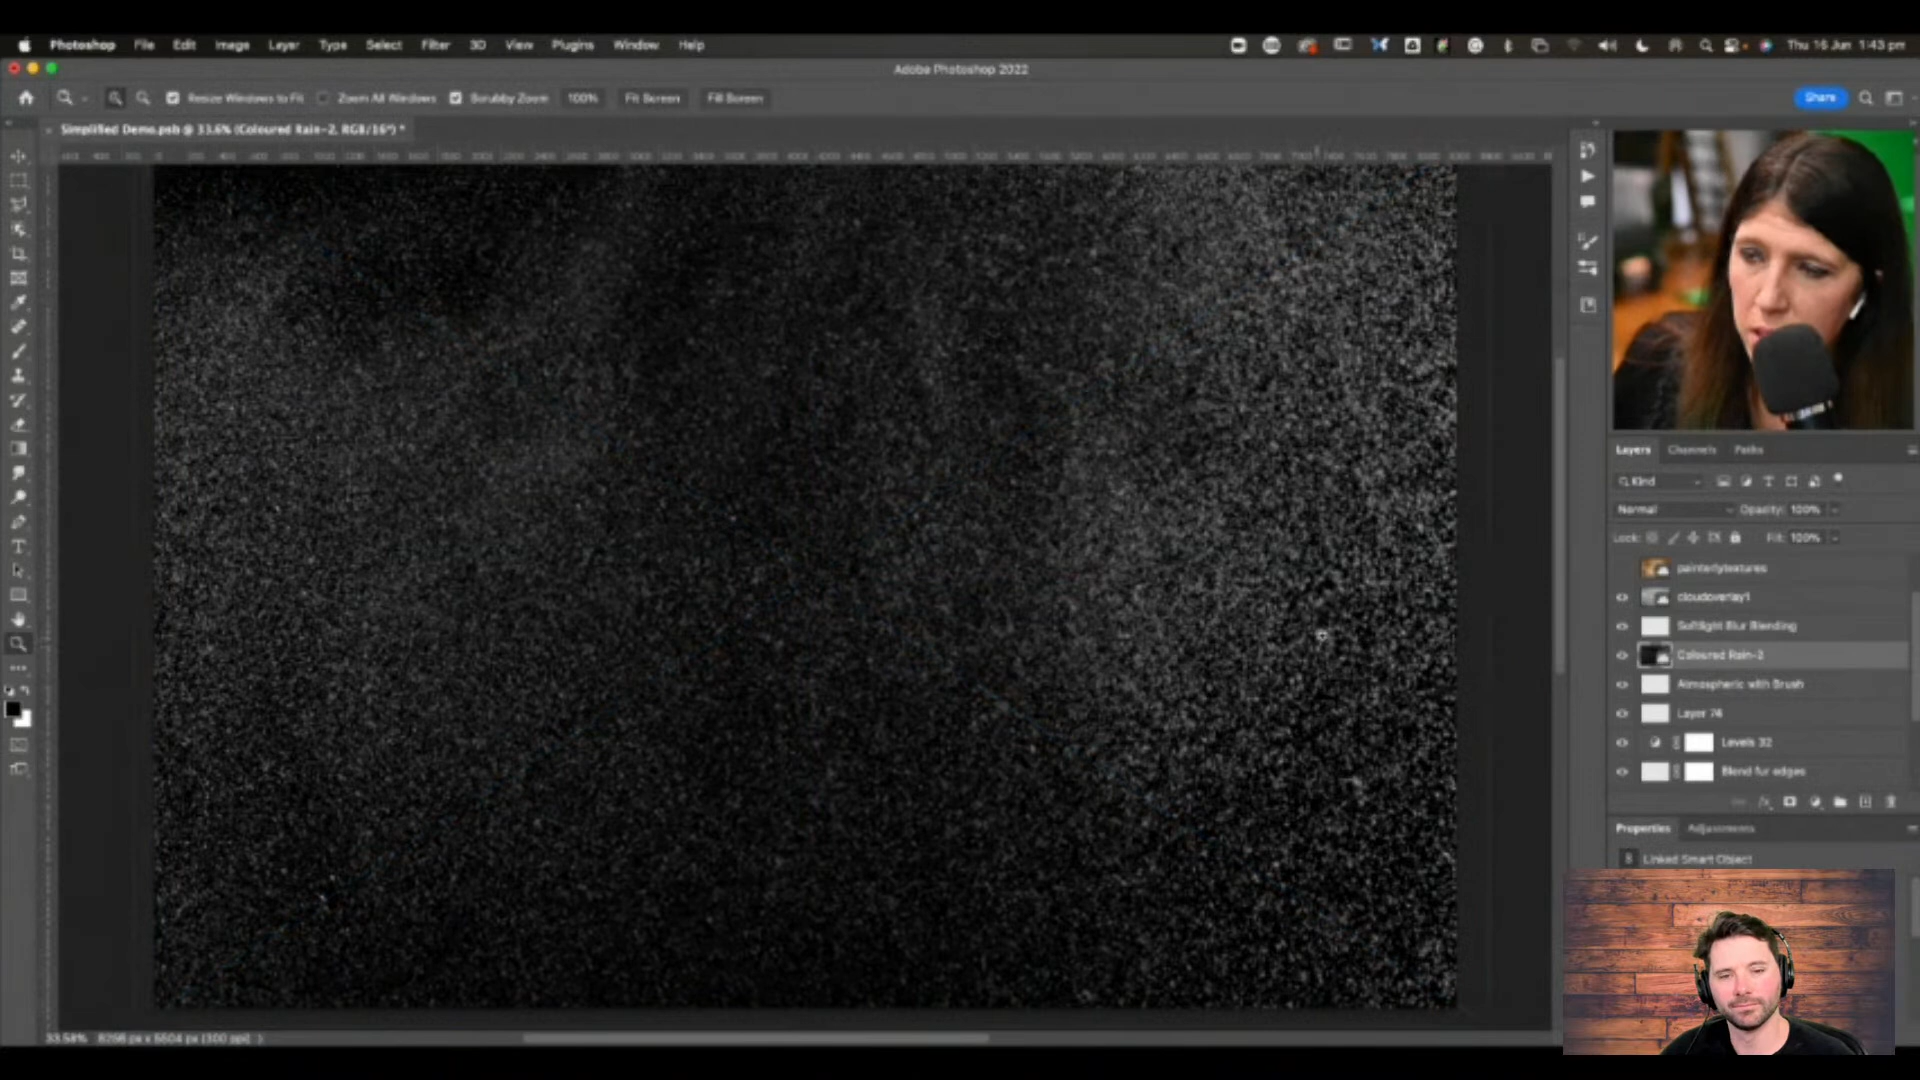 Photoshop File Edit Image Layer Type Select Filter 3D View Plugins Window Help
Thu 16 Jun 1:43 pm
Adobe Photoshop 2022
Resize Windows to Fit Zoom All Windows Scrubby Zoom 100% Fit Screen Fill Screen
Share
Simplified Demo.psb @ 33.6% (Coloured Rain-2, RGB/16*) *
Layers Channels Paths
Kind
Normal Opacity: 100%
Lock: Fill: 100%
painterlytextures
cloudoverlay1
Softlight Blur Blending
Coloured Rain-2
Atmospheric with Brush
Layer 74
Levels 32
Blend fur edges
Properties Adjustments
Linked Smart Object
33.58% 8256 px x 5504 px (300 ppi)